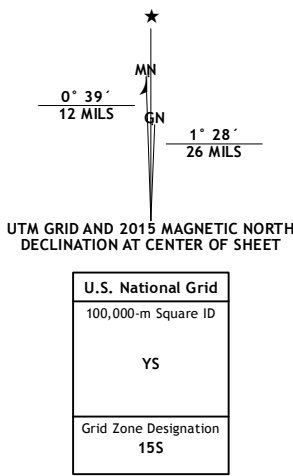 MN
0° 39´
12 MILS
GN
1° 28´
26 MILS
UTM GRID AND 2015 MAGNETIC NORTH
DECLINATION AT CENTER OF SHEET
U.S. National Grid
100,000-m Square ID
YS
Grid Zone Designation
15S